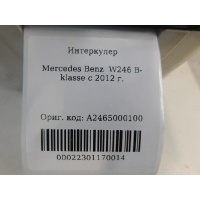 Интеркулер
Mercedes Benz W246 B-
klasse с 2012 г.
Ориг. код: A2465000100
00022301170014